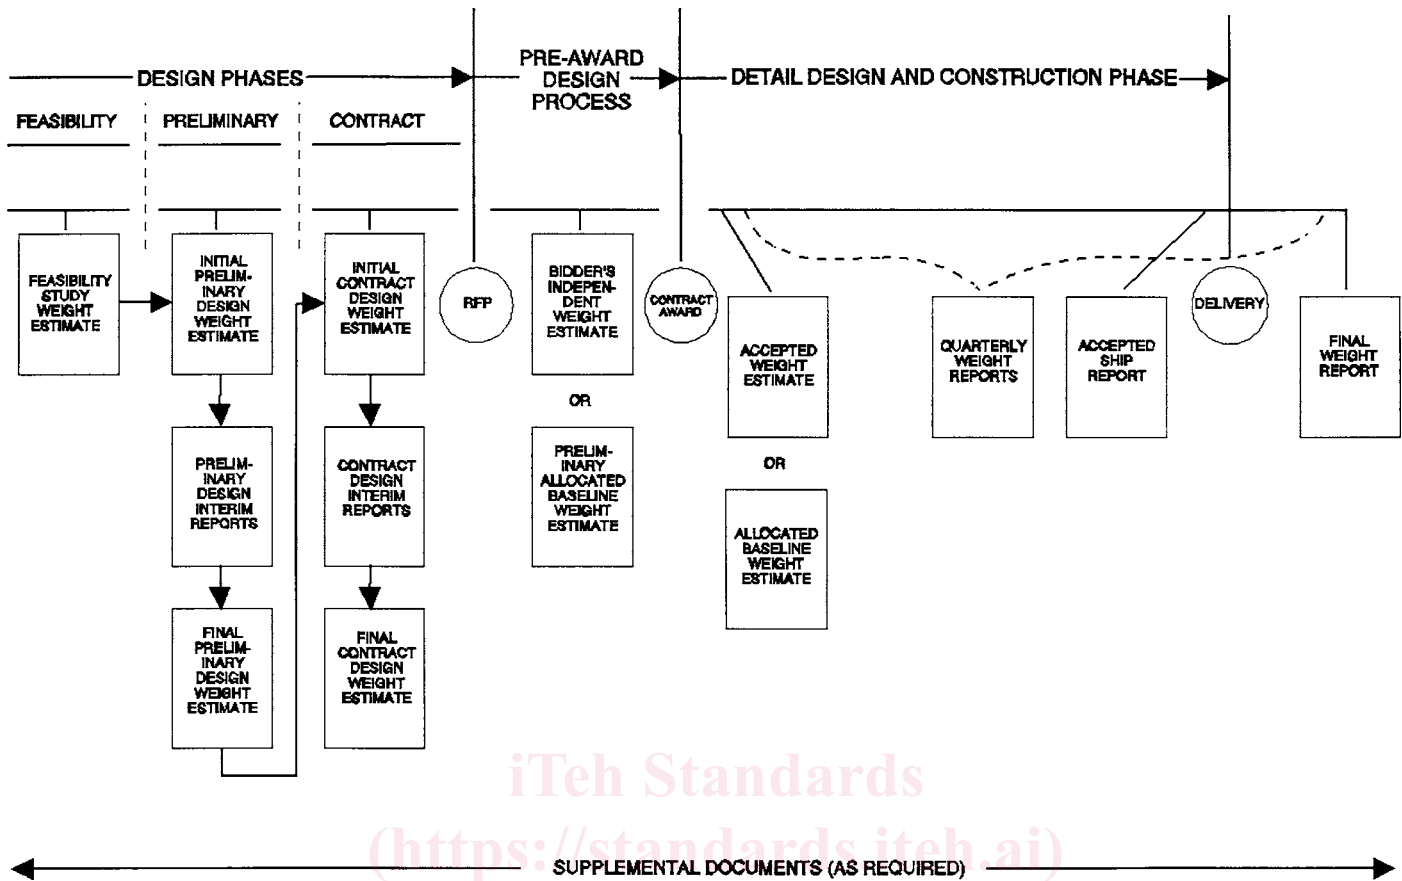 DESIGN PHASES
PRE-AWARD
DESIGN
PROCESS
DETAIL DESIGN AND CONSTRUCTION PHASE
FEASIBILITY
PRELIMINARY
CONTRACT
FEASIBILITY
STUDY
WEIGHT
ESTIMATE
INITIAL
PRELIM-
INARY
DESIGN
WEIGHT
ESTIMATE
PRELIM-
INARY
DESIGN
INTERIM
REPORTS
FINAL
PRELIM-
INARY
DESIGN
WEIGHT
ESTIMATE
INITIAL
CONTRACT
DESIGN
WEIGHT
ESTIMATE
CONTRACT
DESIGN
INTERIM
REPORTS
FINAL
CONTRACT
DESIGN
WEIGHT
ESTIMATE
RFP
BIDDER'S
INDEPEN-
DENT
WEIGHT
ESTIMATE
OR
PRELIM-
INARY
ALLOCATED
BASELINE
WEIGHT
ESTIMATE
CONTRACT
AWARD
ACCEPTED
WEIGHT
ESTIMATE
OR
ALLOCATED
BASELINE
WEIGHT
ESTIMATE
QUARTERLY
WEIGHT
REPORTS
ACCEPTED
SHIP
REPORT
DELIVERY
FINAL
WEIGHT
REPORT
iTeh Standards
(https://standards.iteh.ai)
SUPPLEMENTAL DOCUMENTS (AS REQUIRED)